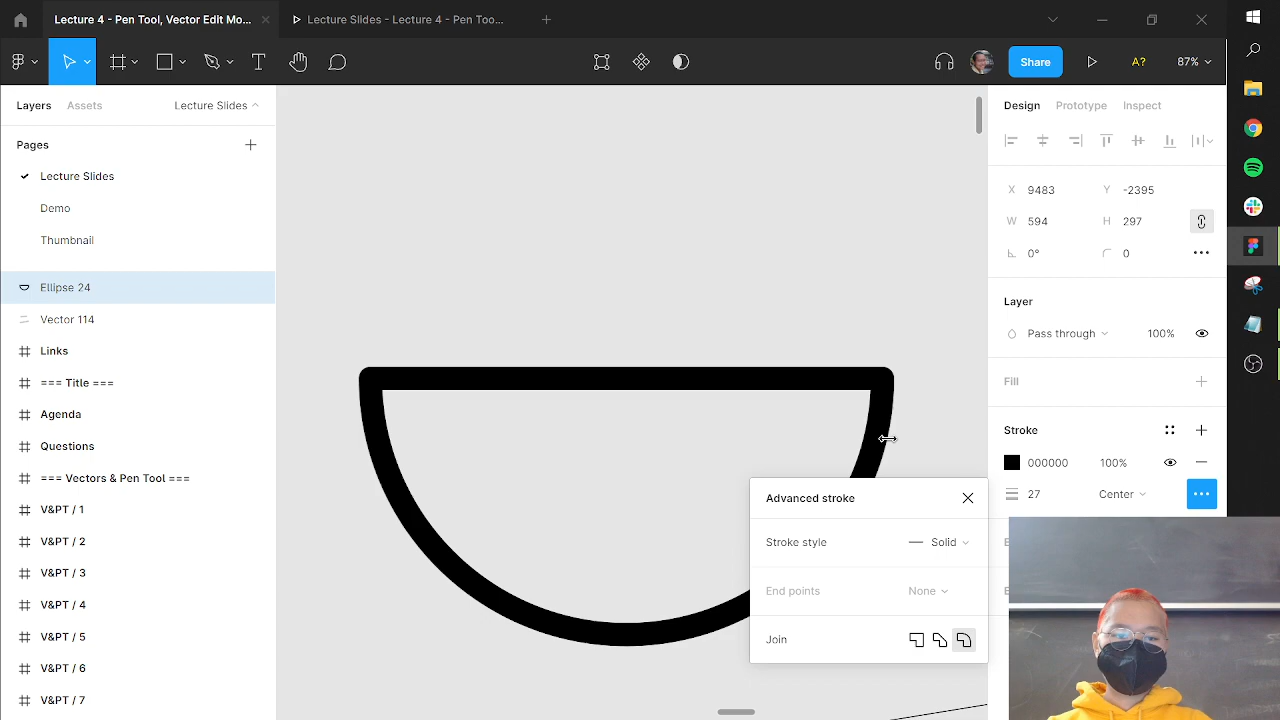 Lecture 4 - Pen Tool, Vector Edit Mo...
Lecture Slides - Lecture 4 - Pen Too...
Share
A?
87%
Layers
Assets
Lecture Slides
Design
Prototype
Inspect
Pages
Lecture Slides
Demo
Thumbnail
Ellipse 24
Vector 114
Links
=== Title ===
Agenda
Questions
=== Vectors & Pen Tool ===
V&PT / 1
V&PT / 2
V&PT / 3
V&PT / 4
V&PT / 5
V&PT / 6
V&PT / 7
X 9483 Y -2395
W 594 H 297
0° 0
Layer
Pass through 100%
Fill
Stroke
000000 100%
27 Center
Advanced stroke
Stroke style Solid
End points None
Join